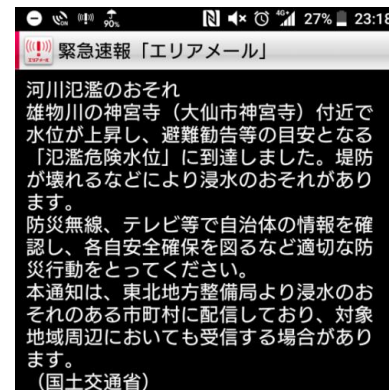 90%
4G+
27%
23:18
エリアメール
緊急速報「エリアメール」
河川氾濫のおそれ
雄物川の神宮寺（大仙市神宮寺）付近で
水位が上昇し、避難勧告等の目安となる
「氾濫危険水位」に到達しました。堤防
が壊れるなどにより浸水のおそれがあり
ます。
防災無線、テレビ等で自治体の情報を確
認し、各自安全確保を図るなど適切な防
災行動をとってください。
本通知は、東北地方整備局より浸水のお
それのある市町村に配信しており、対象
地域周辺においても受信する場合があり
ます。
（国土交通省）